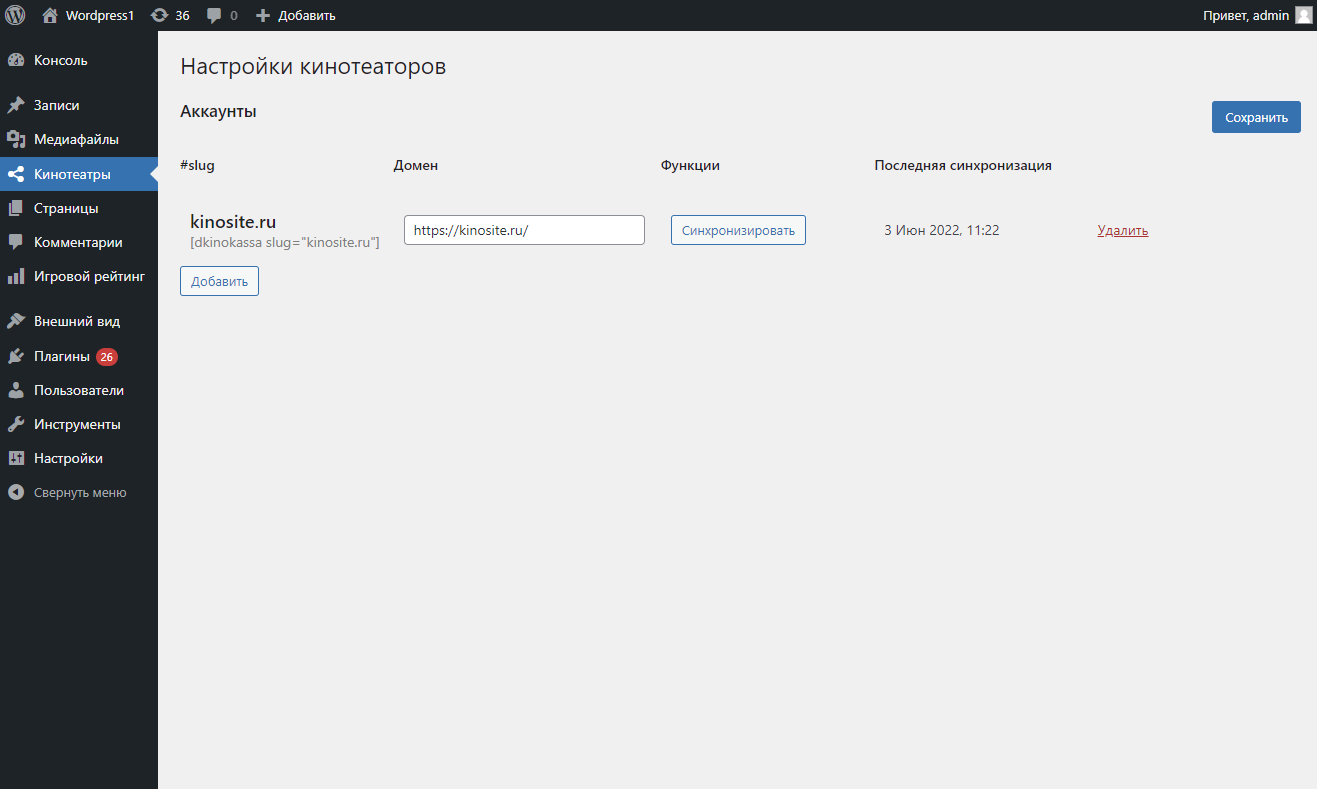 Wordpress1 36 0 Добавить Привет, admin
Консоль
Записи
Медиафайлы
Кинотеатры
Страницы
Комментарии
Игровой рейтинг
Внешний вид
Плагины 26
Пользователи
Инструменты
Настройки
Свернуть меню
Настройки кинотеаторов
Аккаунты
Сохранить
#slug Домен Функции Последняя синхронизация
kinosite.ru
[dkinokassa slug="kinosite.ru"]
https://kinosite.ru/
Синхронизировать
3 Июн 2022, 11:22
Удалить
Добавить